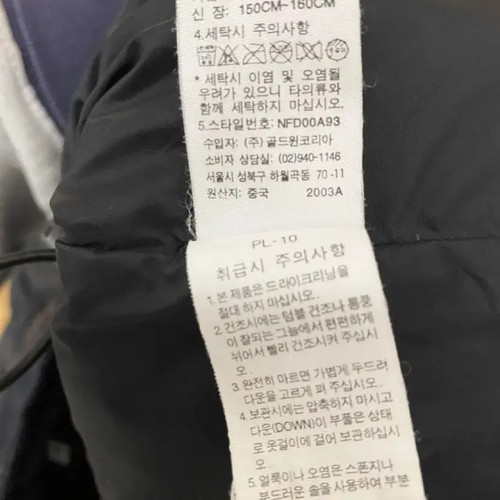 신 장: 150CM-160CM
4.세탁시 주의사항
* 세탁시 이염 및 오염될
우려가 있으니 타의류와
함께 세탁하지 마십시오.
5.스타일번호: NFD00A93
수입자: (주) 골드원코리아
소비자 상담실: (02)940-1146
서울시 성북구 하월곡동 70-11
원산지: 중국 2003A
PL-10
취급시 주의사항
1.본 제품은 드라이크리닝을
절대 하지 마십시오.
2.건조시에는 텀블 건조나 통풍
이 잘되는 그늘에서 편편하게
뉘어서 빨리 건조시켜 주십시
오.
3.완전히 마르면 가볍게 두드려
다운을 고르게 펴 주십시오.
4.보관시에는 압축하지 마시고
다운(DOWN)이 부풀은 상태
로 옷걸이에 걸어 보관하십시
오.
5.얼룩이나 오염은 스폰지나
부드러운 솔을 사용하여 부분